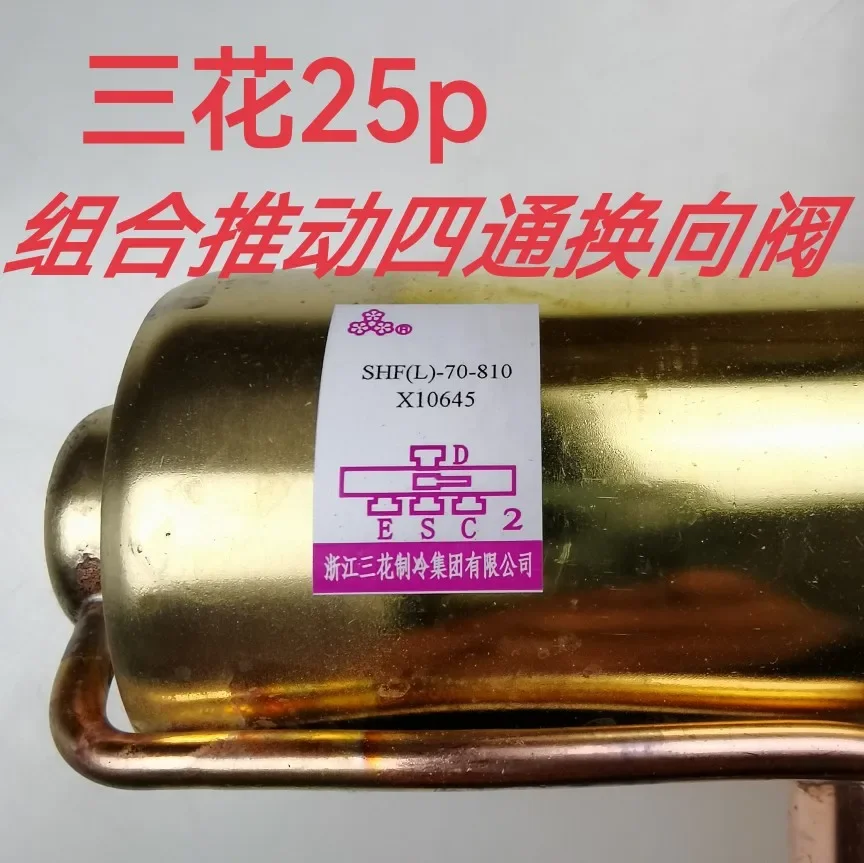 三花25p
组合推动四通换向阀
®
SHF(L)-70-810
X10645
D
E S C 2
浙江三花制冷集团有限公司